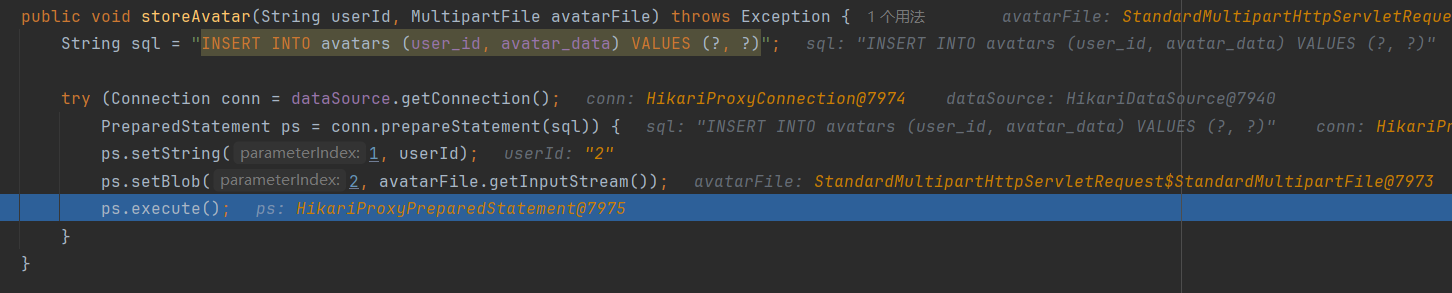 public void storeAvatar(String userId, MultipartFile avatarFile) throws Exception { 1 个用法 avatarFile: StandardMultipartHttpServletReque
String sql = "INSERT INTO avatars (user_id, avatar_data) VALUES (?, ?)"; sql: "INSERT INTO avatars (user_id, avatar_data) VALUES (?, ?)"
try (Connection conn = dataSource.getConnection(); conn: HikariProxyConnection@7974 dataSource: HikariDataSource@7940
PreparedStatement ps = conn.prepareStatement(sql)) { sql: "INSERT INTO avatars (user_id, avatar_data) VALUES (?, ?)" conn: HikariPr
ps.setString( parameterIndex: 1, userId); userId: "2"
ps.setBlob( parameterIndex: 2, avatarFile.getInputStream()); avatarFile: StandardMultipartHttpServletRequest$StandardMultipartFile@7973
ps.execute(); ps: HikariProxyPreparedStatement@7975
}
}